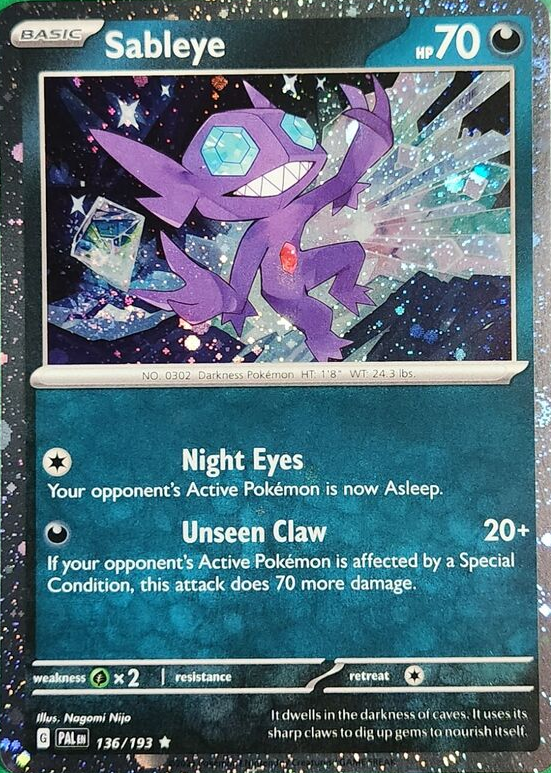 BASIC Sableye HP 70
NO. 0302 Darkness Pokémon HT: 1'8" WT: 24.3 lbs.
Night Eyes
Your opponent's Active Pokémon is now Asleep.
Unseen Claw 20+
If your opponent's Active Pokémon is affected by a Special
Condition, this attack does 70 more damage.
weakness ×2 resistance retreat
Illus. Nagomi Nijo
G PAL EN 136/193
It dwells in the darkness of caves. It uses its
sharp claws to dig up gems to nourish itself.